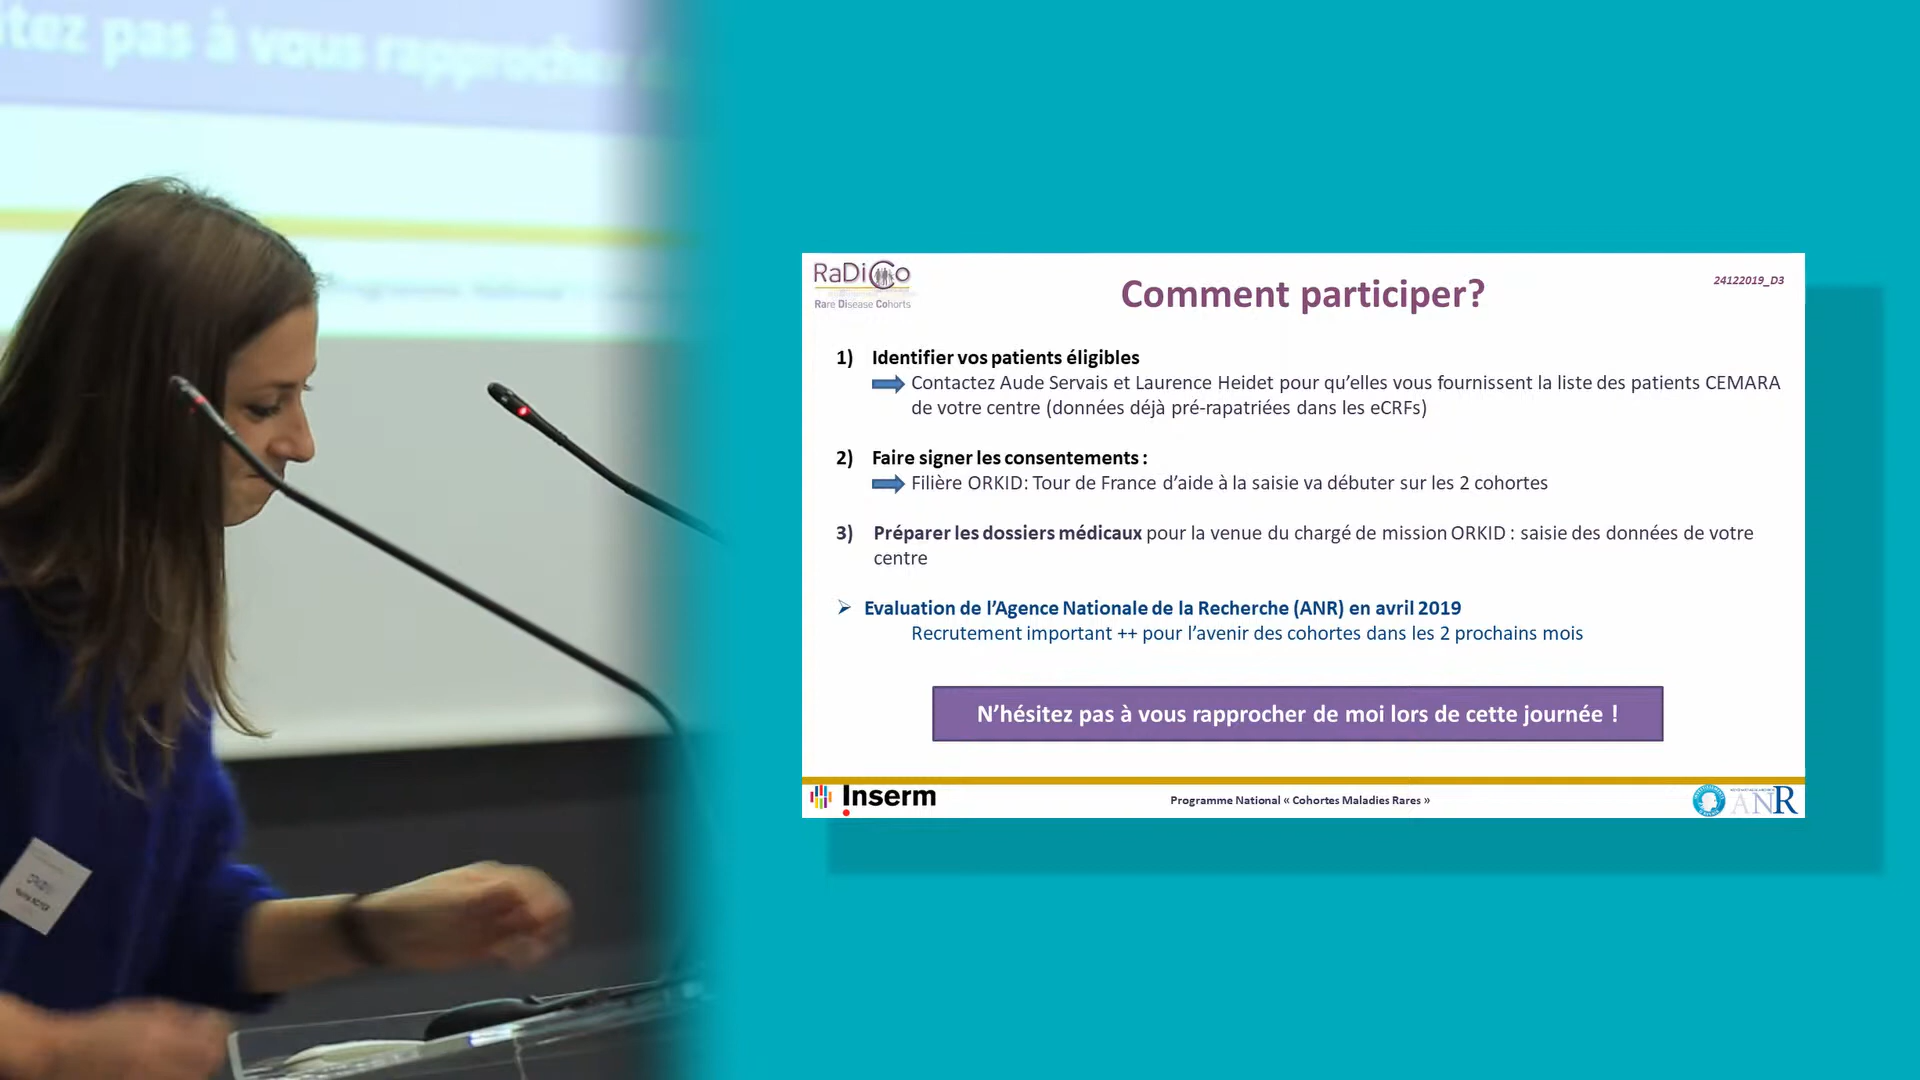 itez pas à vous rapprocher
RaDiCo
Rare Disease Cohorts
Comment participer?
24122019_D3
1) Identifier vos patients éligibles
Contactez Aude Servais et Laurence Heidet pour qu’elles vous fournissent la liste des patients CEMARA
de votre centre (données déjà pré-rapatriées dans les eCRFs)
2) Faire signer les consentements :
Filière ORKID: Tour de France d’aide à la saisie va débuter sur les 2 cohortes
3) Préparer les dossiers médicaux pour la venue du chargé de mission ORKID : saisie des données de votre
centre
➢ Evaluation de l’Agence Nationale de la Recherche (ANR) en avril 2019
Recrutement important ++ pour l’avenir des cohortes dans les 2 prochains mois
N’hésitez pas à vous rapprocher de moi lors de cette journée !
Inserm
Programme National « Cohortes Maladies Rares »
ANR